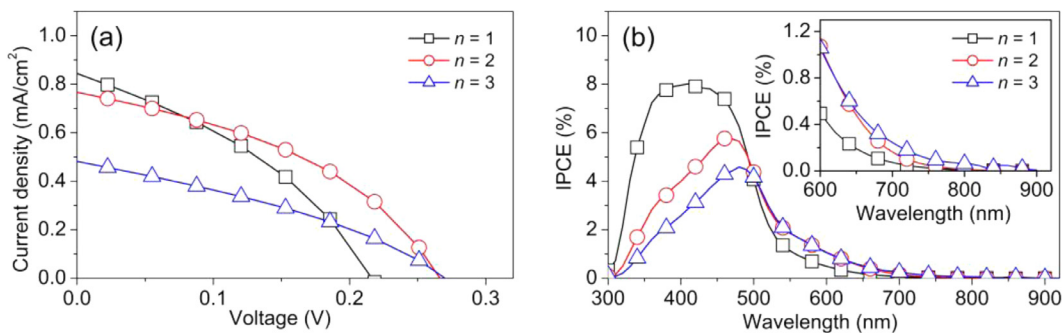 (a)
n = 1
n = 2
n = 3
Current density (mA/cm²)
1.0
0.8
0.6
0.4
0.2
0.0
0.0 0.1 0.2 0.3
Voltage (V)
(b)
n = 1
n = 2
n = 3
IPCE (%)
10
8
6
4
2
0
300 400 500 600 700 800 900
Wavelength (nm)
n = 1
n = 2
n = 3
IPCE (%)
1.2
0.8
0.4
0.0
600 700 800 900
Wavelength (nm)